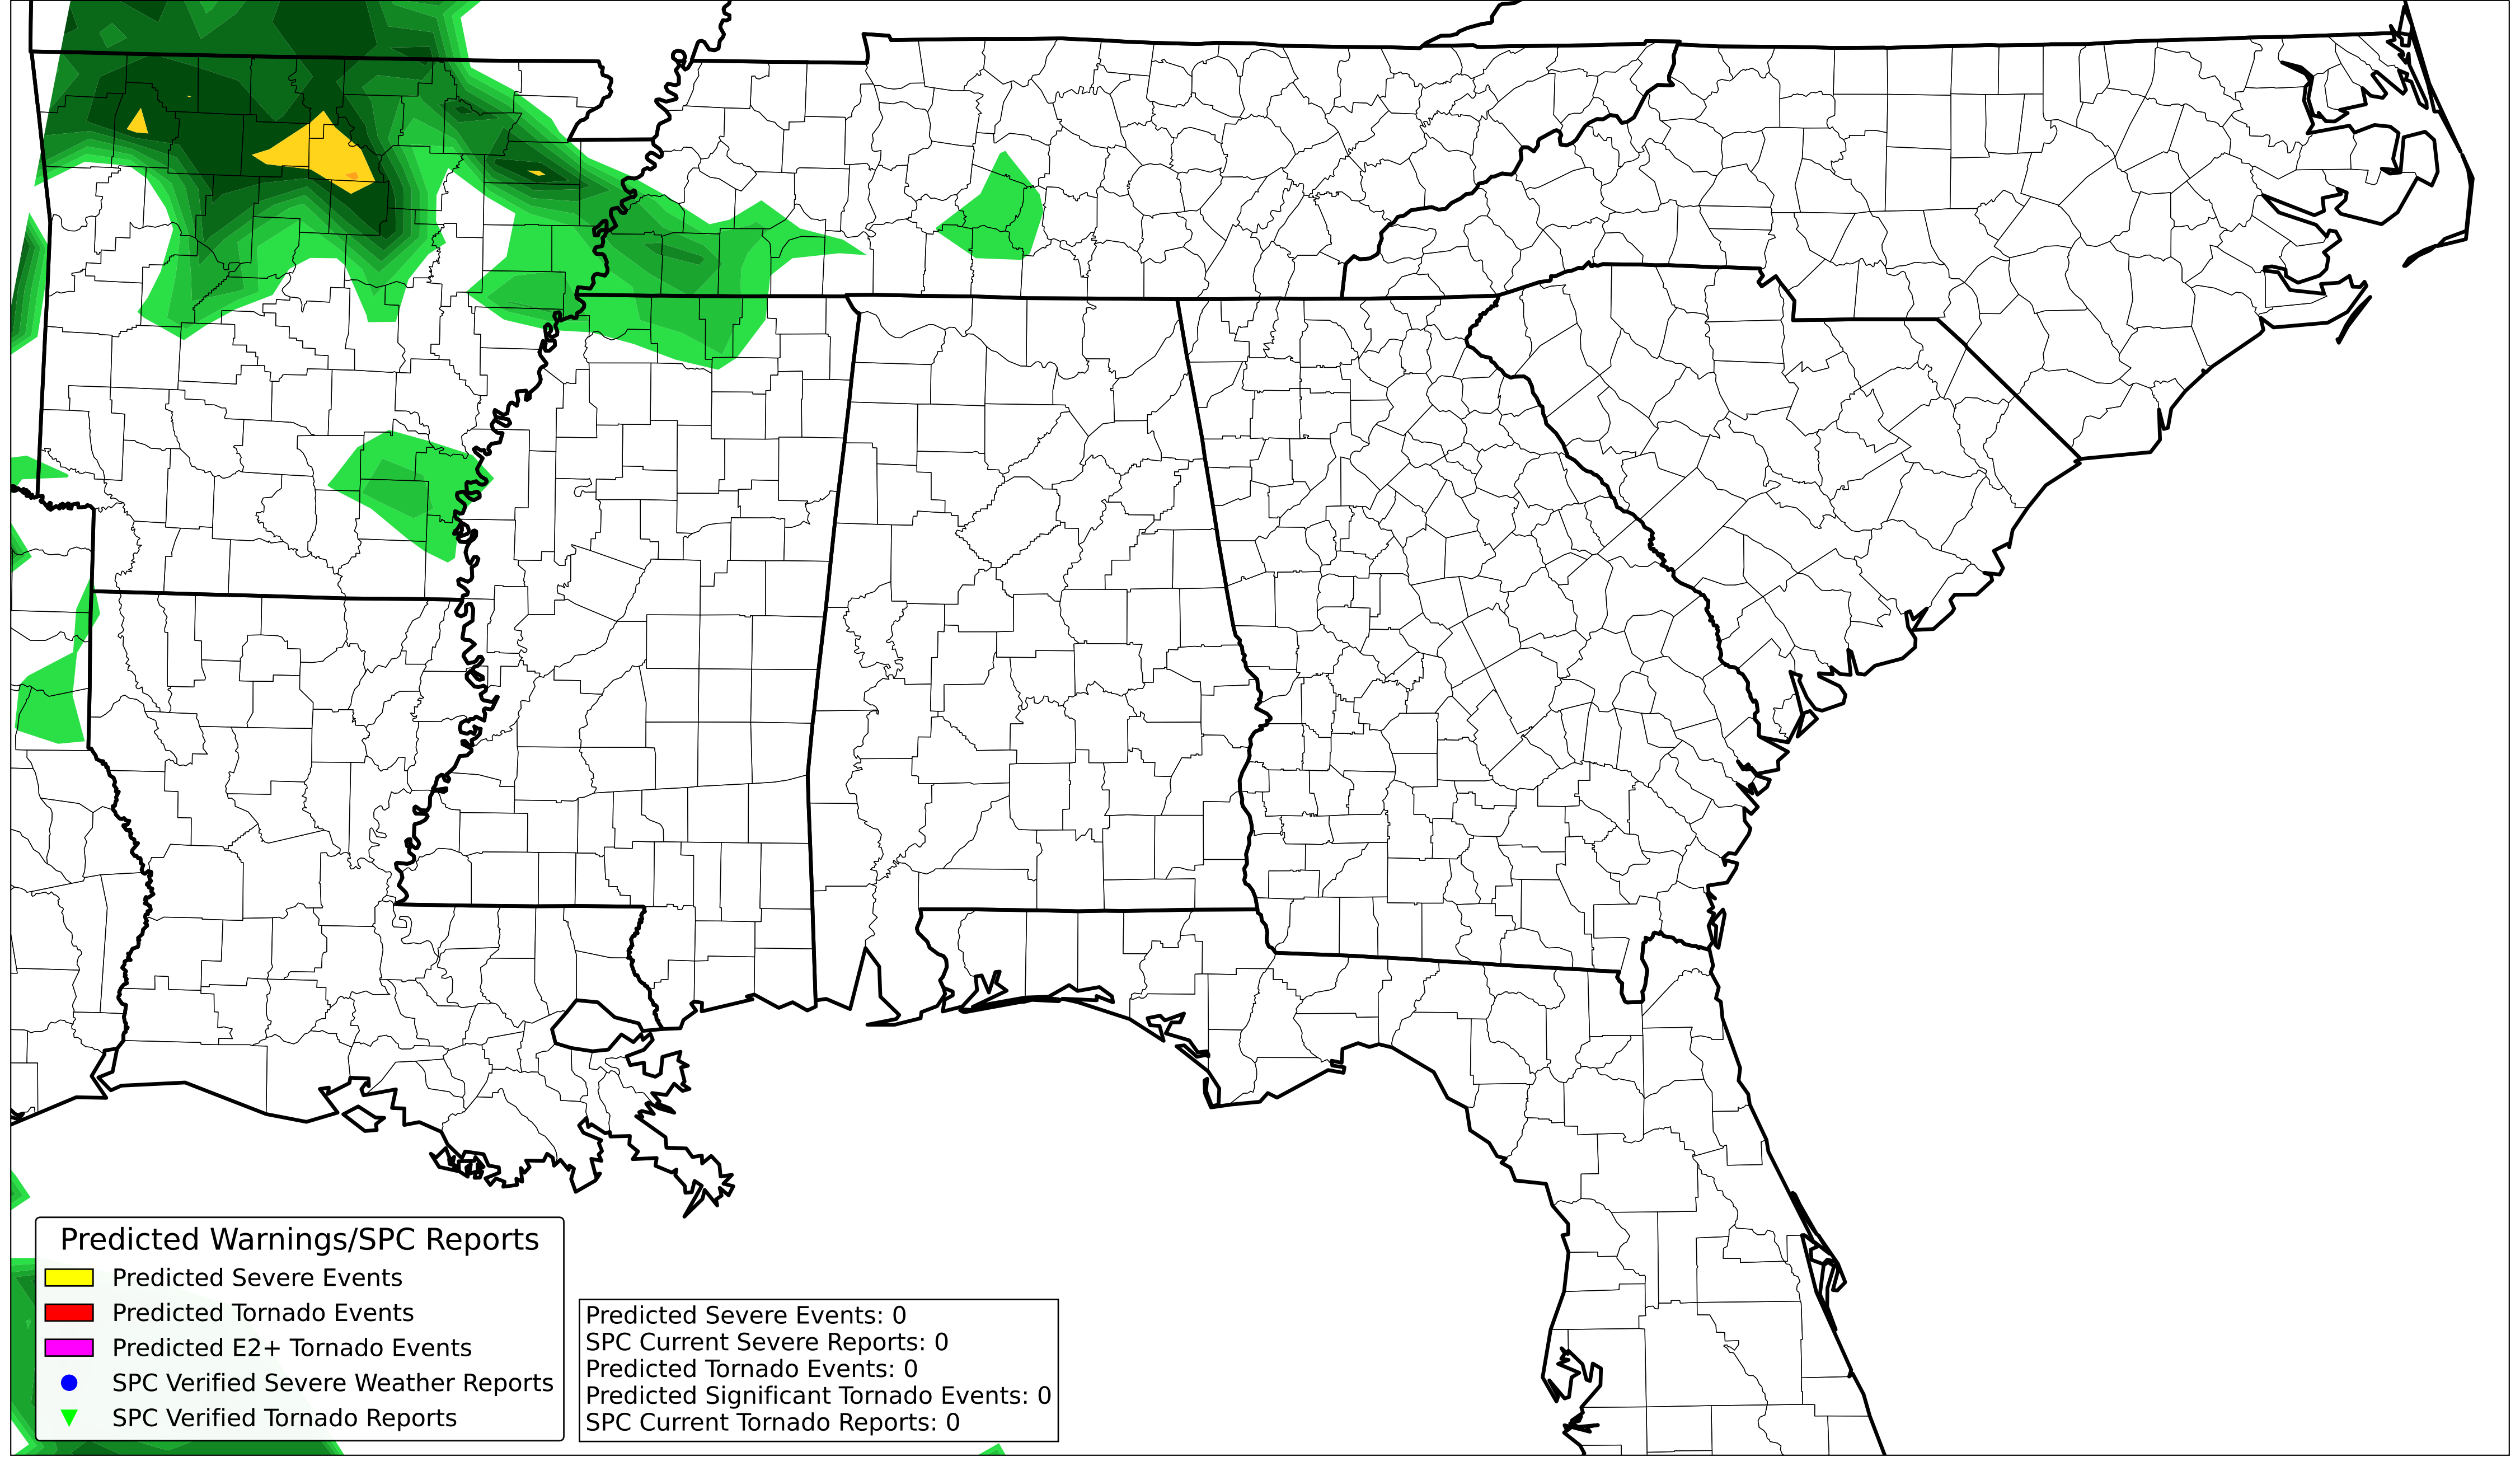 Predicted Warnings/SPC Reports
Predicted Severe Events
Predicted Tornado Events
Predicted E2+ Tornado Events
SPC Verified Severe Weather Reports
SPC Verified Tornado Reports
Predicted Severe Events: 0
SPC Current Severe Reports: 0
Predicted Tornado Events: 0
Predicted Significant Tornado Events: 0
SPC Current Tornado Reports: 0